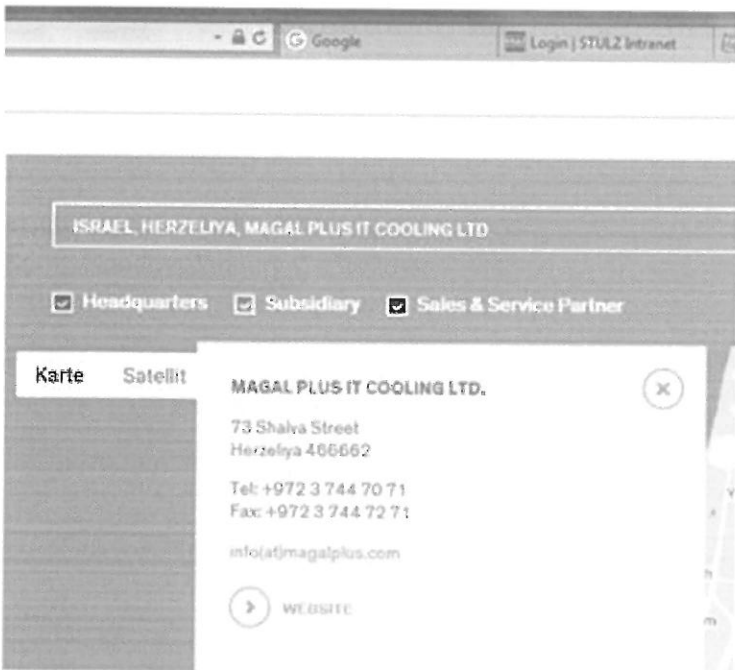 Google
Login | STULZ Intranet
ISRAEL, HERZELIYA, MAGAL PLUS IT COOLING LTD
Headquarters
Subsidiary
Sales & Service Partner
Karte
Satellit
MAGAL PLUS IT COOLING LTD.
73 Shalva Street
Herzeliya 466662
Tel: +972 3 744 70 71
Fax: +972 3 744 72 71
info(at)magalplus.com
WEBSITE